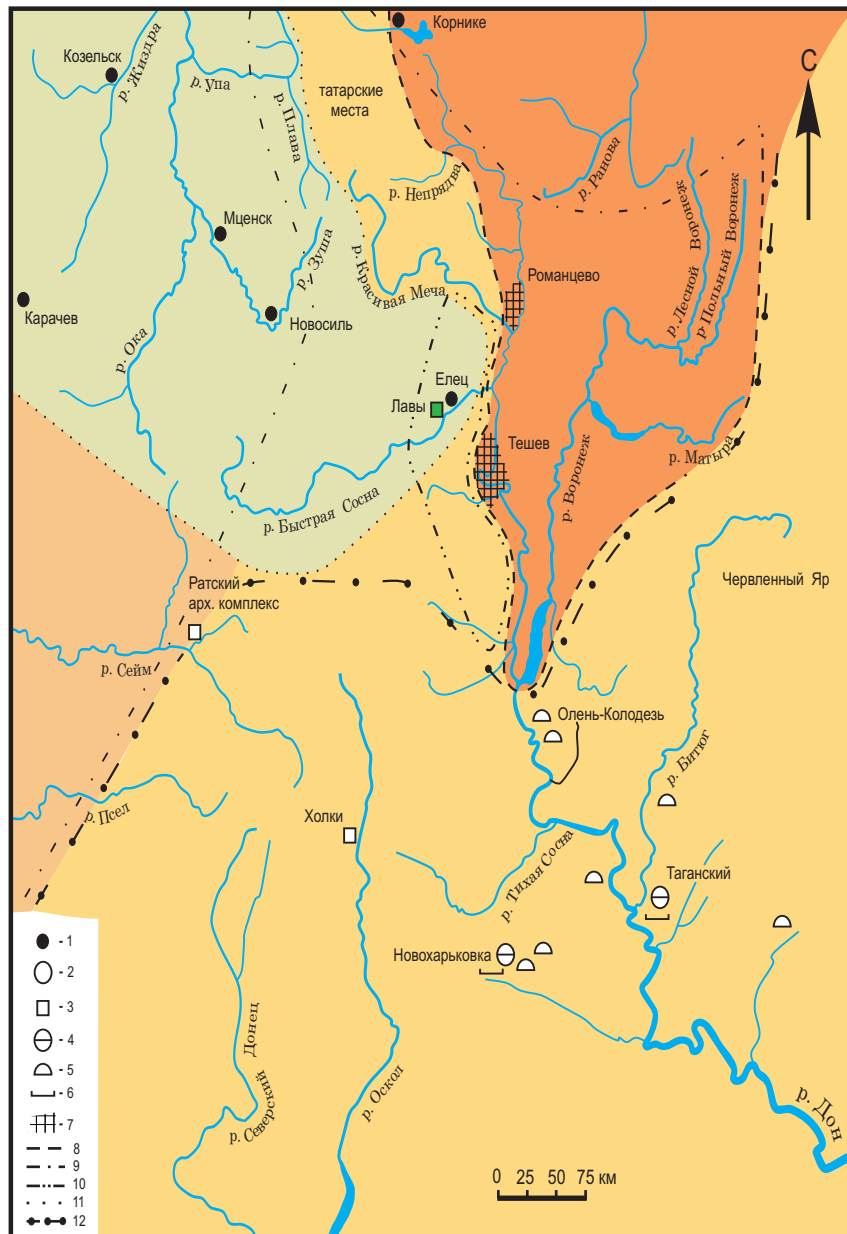 Корнике
Козельск
р. Жиздра
р. Упа
р. Плава
татарские
места
С
р. Непрядва
р. Ранова
р. Лесной Воронеж
р. Польный Воронеж
Мценск
р. Зуша
р. Красивая Меча
Романцево
Карачев
Новосиль
р. Ока
Елец
Лавы
Тешев
р. Воронеж
р. Матыра
р. Быстрая Сосна
Ратский
арх. комплекс
Червленный Яр
р. Сейм
Олень-Колодезь
р. Битюг
р. Псел
Холки
р. Тихая Сосна
Таганский
Новохарьковка
р. Северский Донец
р. Оскол
р. Дон
- 1
- 2
- 3
- 4
- 5
- 6
- 7
8
9
10
11
12
0 25 50 75 км